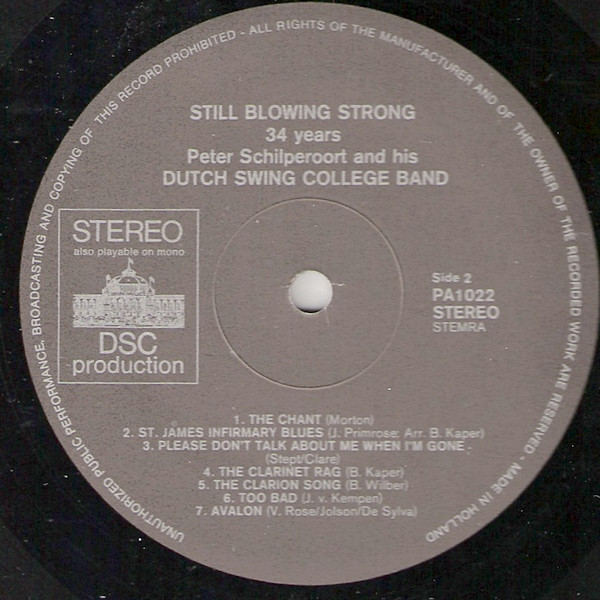 UNAUTHORIZED PUBLIC PERFORMANCE, BROADCASTING AND COPYING OF THIS RECORD PROHIBITED - ALL RIGHTS OF THE MANUFACTURER AND OF THE OWNER OF THE RECORDED WORK ARE RESERVED - MADE IN HOLLAND
STILL BLOWING STRONG
34 years
Peter Schilperoort and his
DUTCH SWING COLLEGE BAND
STEREO
also playable on mono
DSC
production
Side 2
PA1022
STEREO
STEMRA
1. THE CHANT (Morton)
2. ST. JAMES INFIRMARY BLUES (J. Primrose: Arr. B. Kaper)
3. PLEASE DON'T TALK ABOUT ME WHEN I'M GONE
(Stept/Clare)
4. THE CLARINET RAG (B. Kaper)
5. THE CLARION SONG (B. Wilber)
6. TOO BAD (J. v. Kempen)
7. AVALON (V. Rose/Jolson/De Sylva)